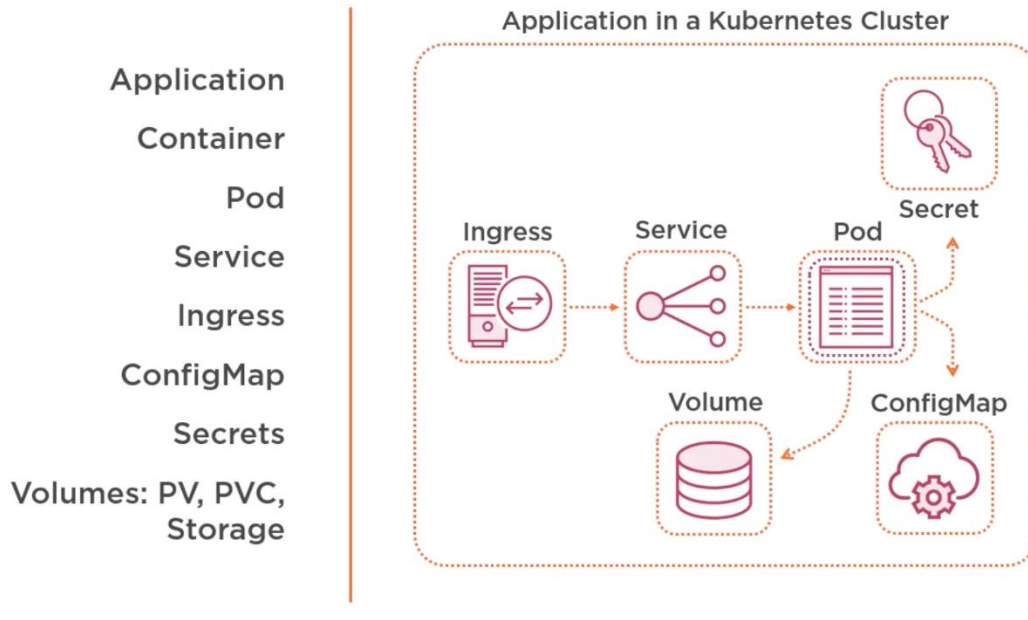 Application in a Kubernetes Cluster
Application
Container
Pod
Service
Ingress
ConfigMap
Secrets
Volumes: PV, PVC,
Storage
Secret
Ingress
Service
Pod
Volume
ConfigMap